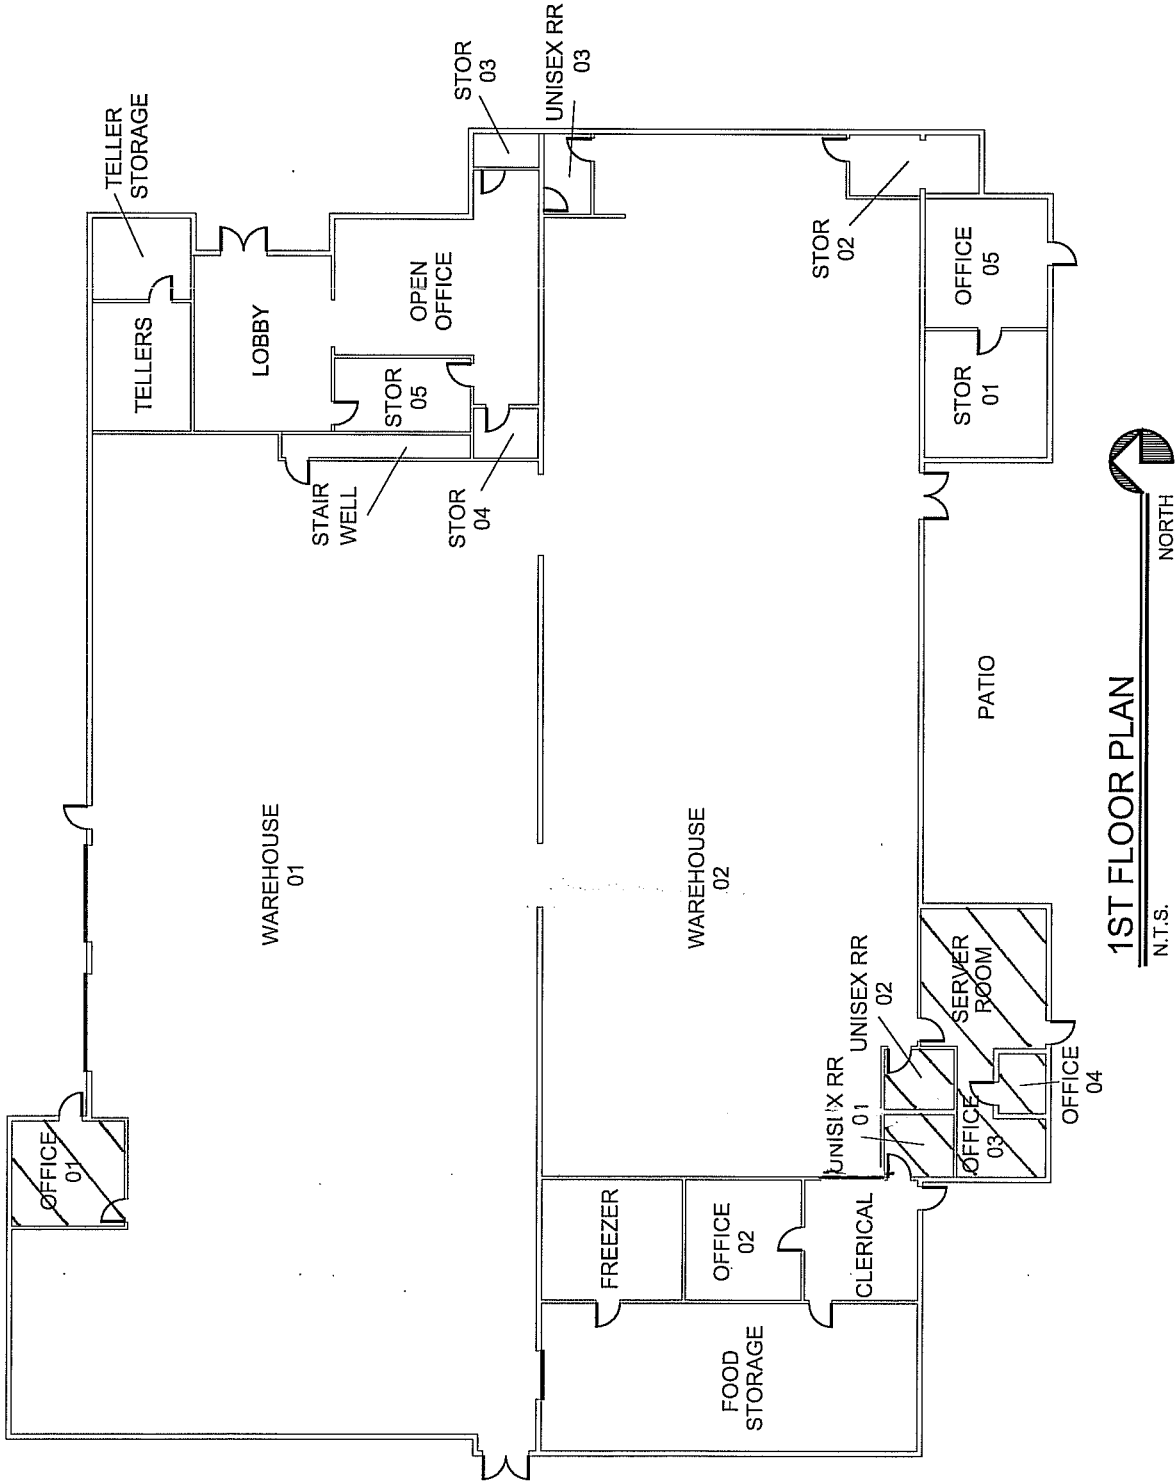 OFFICE
01
TELLER
STORAGE
TELLERS
LOBBY
WAREHOUSE
01
STAIR
WELL
STOR
05
OPEN
OFFICE
STOR
04
STOR
03
UNISEX RR
03
FREEZER
WAREHOUSE
02
OFFICE
02
FOOD
STORAGE
STOR
02
UNISEX RR
01
UNISEX RR
02
CLERICAL
OFFICE
03
SERVER
ROOM
STOR
01
OFFICE
05
PATIO
OFFICE
04
1ST FLOOR PLAN
N.T.S.
NORTH